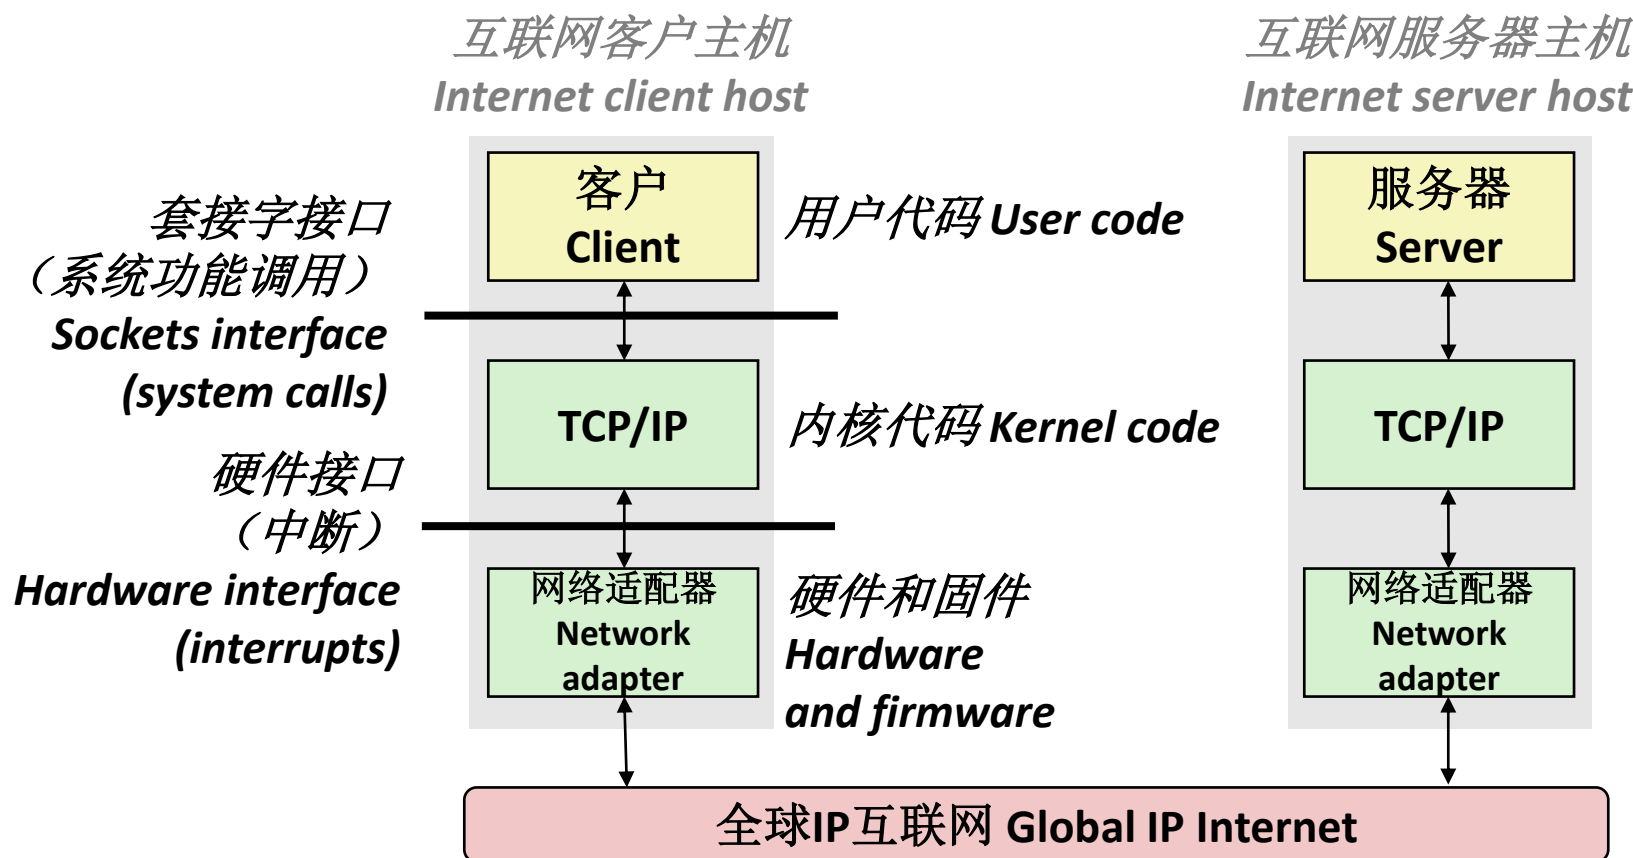 互联网客户主机
Internet client host
互联网服务器主机
Internet server host
客户
Client
用户代码 User code
服务器
Server
套接字接口
（系统功能调用）
Sockets interface
(system calls)
TCP/IP
内核代码 Kernel code
TCP/IP
硬件接口
（中断）
Hardware interface
(interrupts)
网络适配器
Network
adapter
硬件和固件
Hardware
and firmware
网络适配器
Network
adapter
全球IP互联网 Global IP Internet